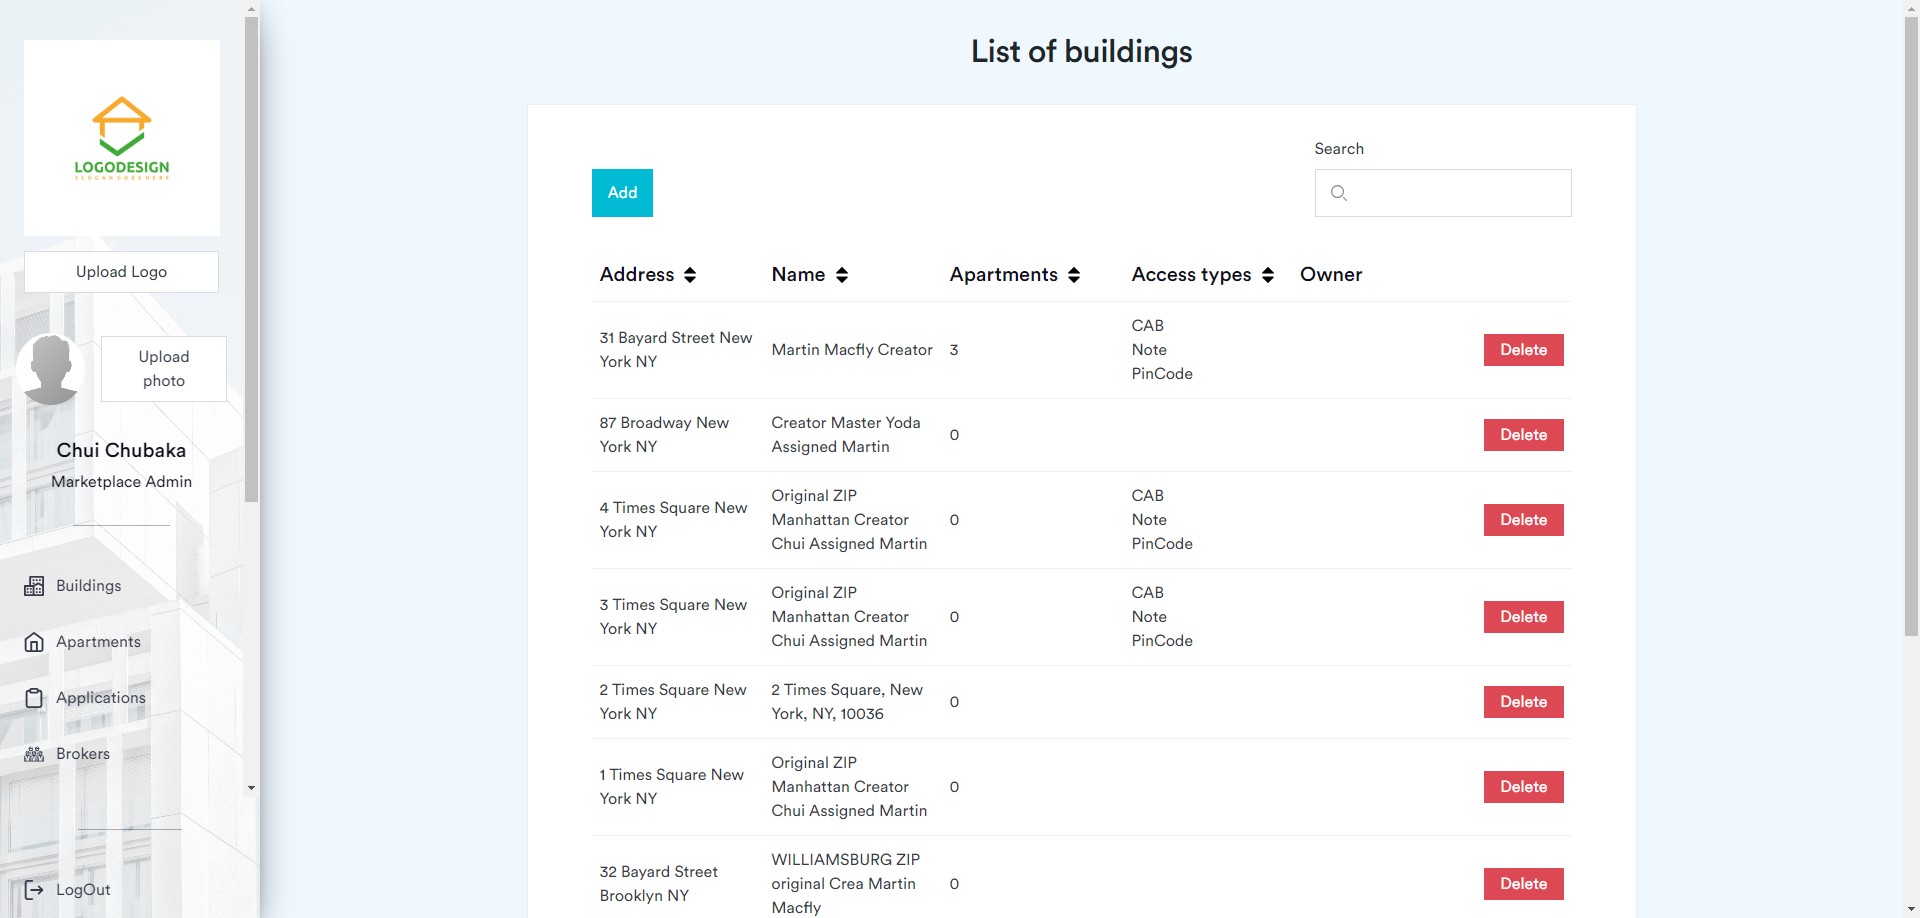 LOGODESIGN
SLOGANGOESHERE
Upload Logo
Upload
photo
Chui Chubaka
Marketplace Admin
Buildings
Apartments
Applications
Brokers
LogOut
List of buildings
Search
Add
Address Name Apartments Access types Owner
31 Bayard Street New
York NY
Martin Macfly Creator
3
CAB
Note
PinCode
Delete
87 Broadway New
York NY
Creator Master Yoda
Assigned Martin
0
Delete
4 Times Square New
York NY
Original ZIP
Manhattan Creator
Chui Assigned Martin
0
CAB
Note
PinCode
Delete
3 Times Square New
York NY
Original ZIP
Manhattan Creator
Chui Assigned Martin
0
CAB
Note
PinCode
Delete
2 Times Square New
York NY
2 Times Square, New
York, NY, 10036
0
Delete
1 Times Square New
York NY
Original ZIP
Manhattan Creator
Chui Assigned Martin
0
Delete
32 Bayard Street
Brooklyn NY
WILLIAMSBURG ZIP
original Crea Martin
Macfly
0
Delete